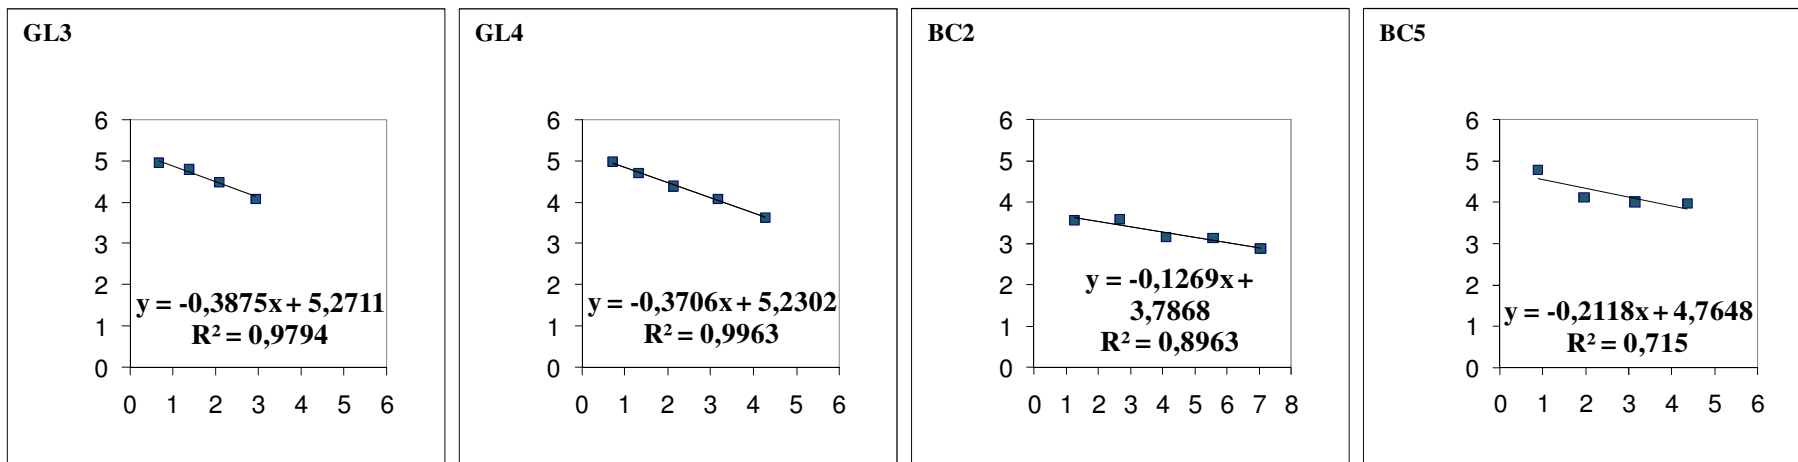 GL3
6
5
4
3
2
1
0
y = -0,3875x + 5,2711
R² = 0,9794
0 1 2 3 4 5 6
GL4
6
5
4
3
2
1
0
y = -0,3706x + 5,2302
R² = 0,9963
0 1 2 3 4 5 6
BC2
6
5
4
3
2
1
0
y = -0,1269x +
3,7868
R² = 0,8963
0 1 2 3 4 5 6 7 8
BC5
6
5
4
3
2
1
0
y = -0,2118x + 4,7648
R² = 0,715
0 1 2 3 4 5 6